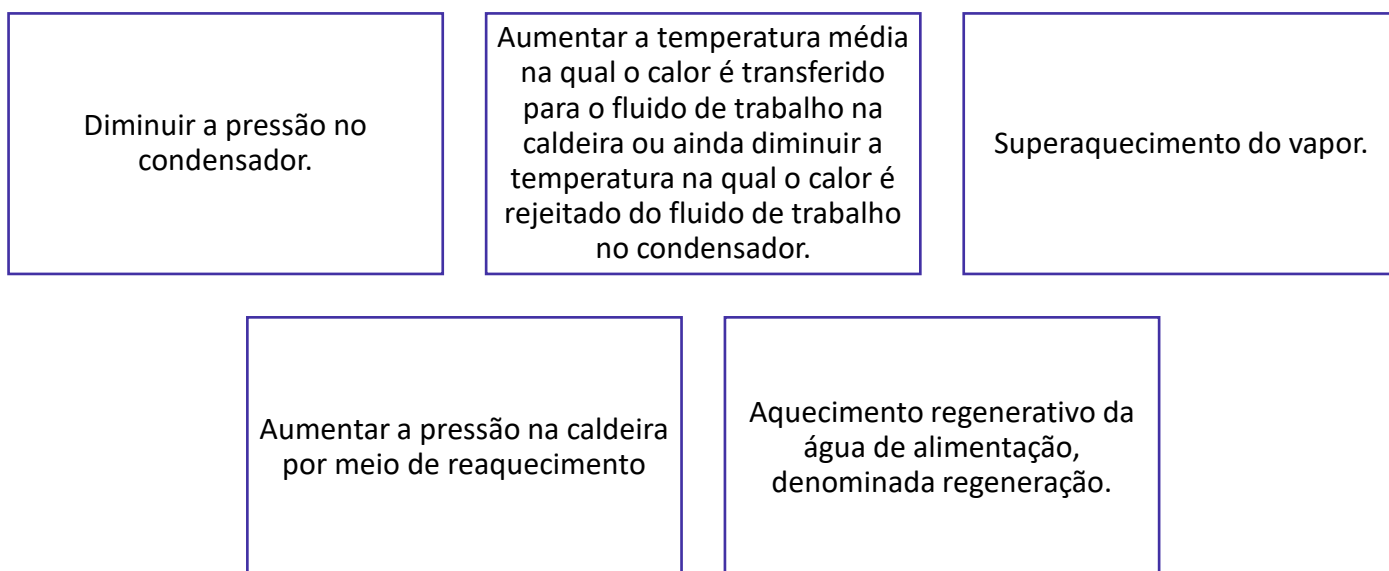 Diminuir a pressão no
condensador.
Aumentar a temperatura média
na qual o calor é transferido
para o fluido de trabalho na
caldeira ou ainda diminuir a
temperatura na qual o calor é
rejeitado do fluido de trabalho
no condensador.
Superaquecimento do vapor.
Aumentar a pressão na caldeira
por meio de reaquecimento
Aquecimento regenerativo da
água de alimentação,
denominada regeneração.